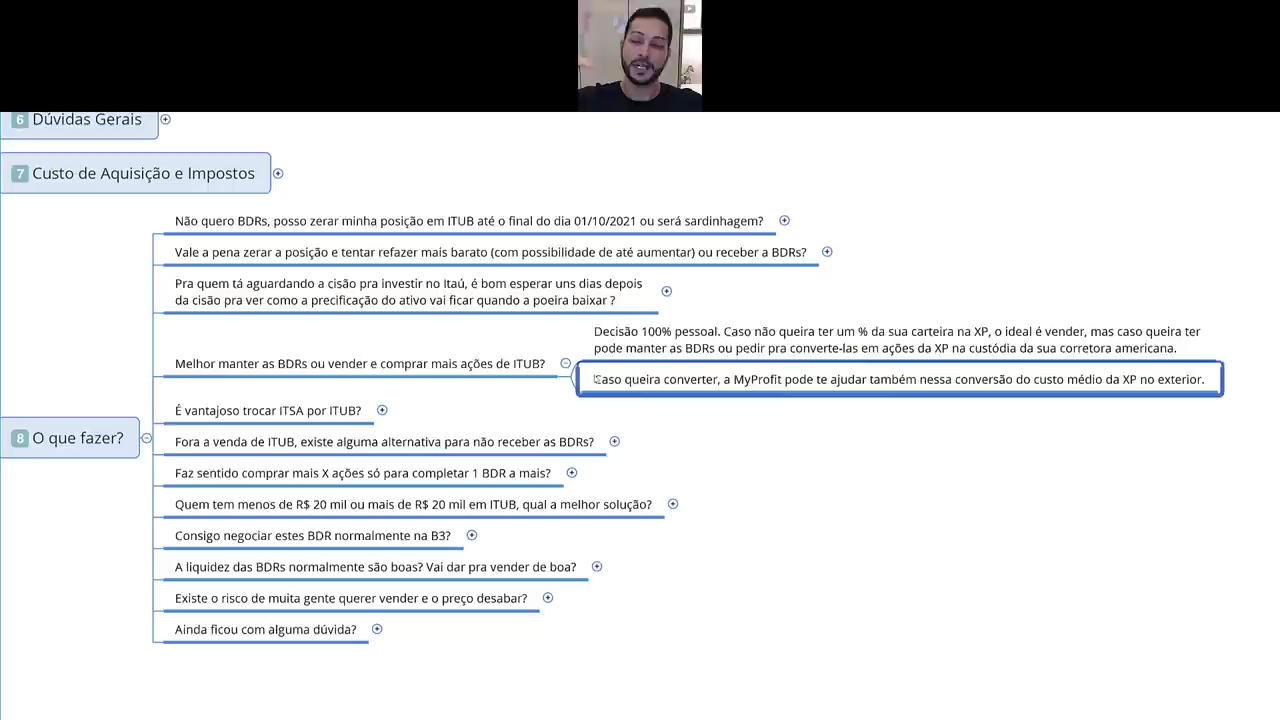 6 Dúvidas Gerais
7 Custo de Aquisição e Impostos
8 O que fazer?
Não quero BDRs, posso zerar minha posição em ITUB até o final do dia 01/10/2021 ou será sardinhagem?
Vale a pena zerar a posição e tentar refazer mais barato (com possibilidade de até aumentar) ou receber a BDRs?
Pra quem tá aguardando a cisão pra investir no Itaú, é bom esperar uns dias depois
da cisão pra ver como a precificação do ativo vai ficar quando a poeira baixar ?
Melhor manter as BDRs ou vender e comprar mais ações de ITUB?
Decisão 100% pessoal. Caso não queira ter um % da sua carteira na XP, o ideal é vender, mas caso queira ter
pode manter as BDRs ou pedir pra converte-las em ações da XP na custódia da sua corretora americana.
Caso queira converter, a MyProfit pode te ajudar também nessa conversão do custo médio da XP no exterior.
É vantajoso trocar ITSA por ITUB?
Fora a venda de ITUB, existe alguma alternativa para não receber as BDRs?
Faz sentido comprar mais X ações só para completar 1 BDR a mais?
Quem tem menos de R$ 20 mil ou mais de R$ 20 mil em ITUB, qual a melhor solução?
Consigo negociar estes BDR normalmente na B3?
A liquidez das BDRs normalmente são boas? Vai dar pra vender de boa?
Existe o risco de muita gente querer vender e o preço desabar?
Ainda ficou com alguma dúvida?